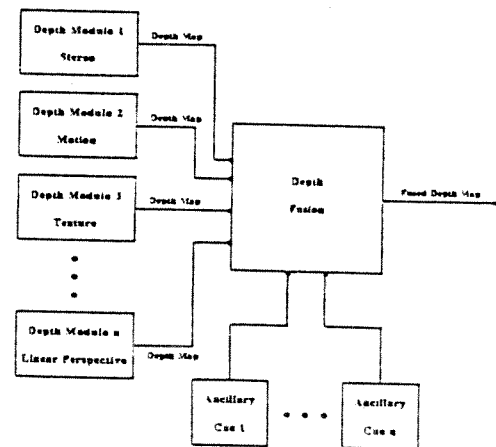 Depth Module 1
Stereo
Depth Map
Depth Module 2
Motion
Depth Map
Depth Module 3
Texture
Depth Map
Depth Module n
Linear Perspective
Depth Map
Depth
Fusion
Fused Depth Map
Ancillary
Cue 1
Ancillary
Cue n